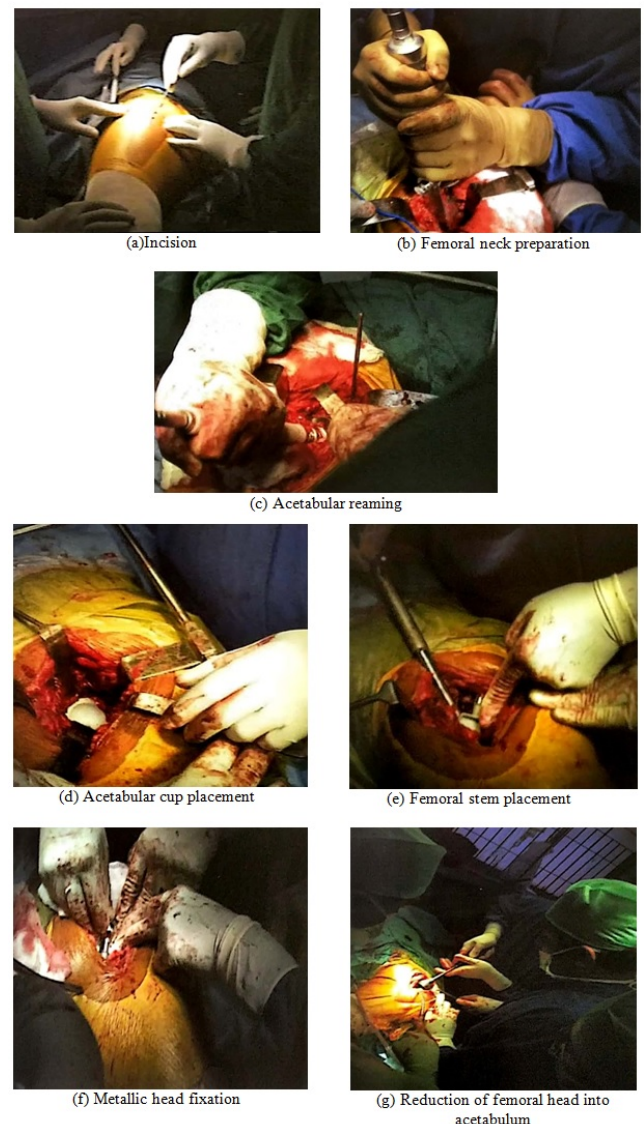 (a)Incision
(b) Femoral neck preparation
(c) Acetabular reaming
(d) Acetabular cup placement
(e) Femoral stem placement
(f) Metallic head fixation
(g) Reduction of femoral head into
acetabulum